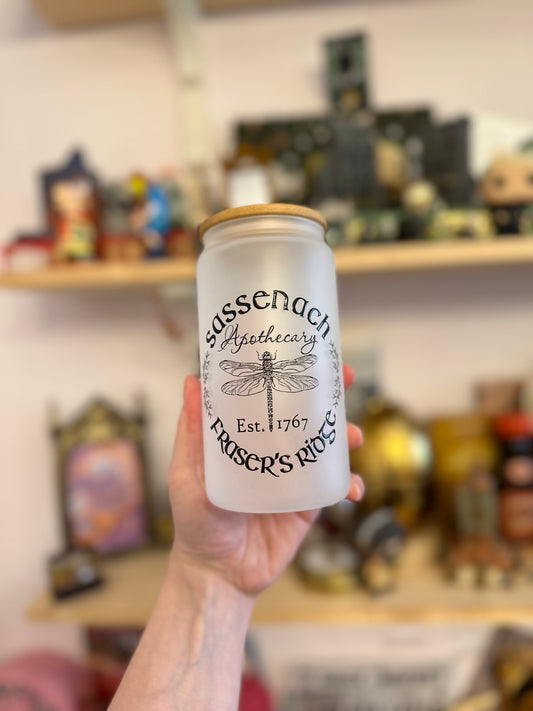 sassenach
Apothecary
Est. 1767
FRASER'S RIDGE